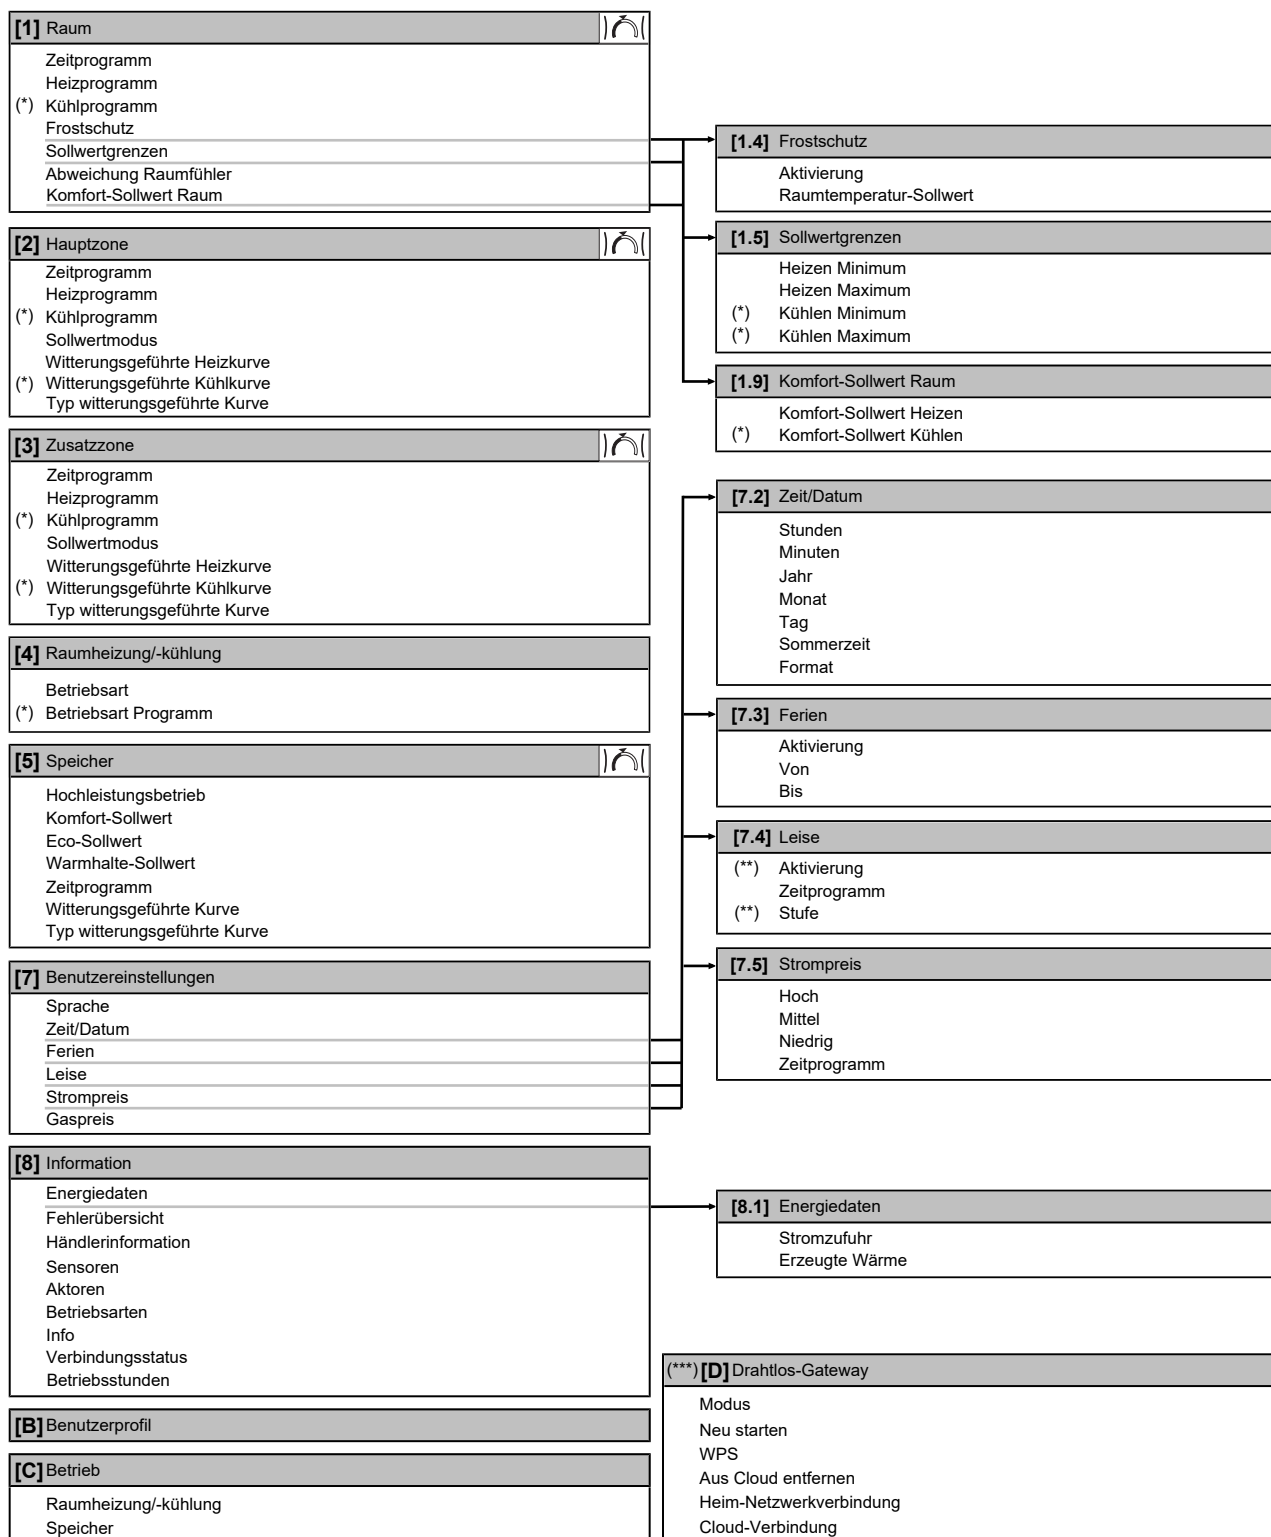 [1] Raum
Zeitprogramm
Heizprogramm
(*) Kühlprogramm
Frostschutz
Sollwertgrenzen
Abweichung Raumfühler
Komfort-Sollwert Raum
[2] Hauptzone
Zeitprogramm
Heizprogramm
(*) Kühlprogramm
Sollwertmodus
Witterungsgeführte Heizkurve
(*) Witterungsgeführte Kühlkurve
Typ witterungsgeführte Kurve
[3] Zusatzzone
Zeitprogramm
Heizprogramm
(*) Kühlprogramm
Sollwertmodus
Witterungsgeführte Heizkurve
(*) Witterungsgeführte Kühlkurve
Typ witterungsgeführte Kurve
[4] Raumheizung/-kühlung
Betriebsart
(*) Betriebsart Programm
[5] Speicher
Hochleistungsbetrieb
Komfort-Sollwert
Eco-Sollwert
Warmhalte-Sollwert
Zeitprogramm
Witterungsgeführte Kurve
Typ witterungsgeführte Kurve
[7] Benutzereinstellungen
Sprache
Zeit/Datum
Ferien
Leise
Strompreis
Gaspreis
[8] Information
Energiedaten
Fehlerübersicht
Händlerinformation
Sensoren
Aktoren
Betriebsarten
Info
Verbindungsstatus
Betriebsstunden
[B] Benutzerprofil
[C] Betrieb
Raumheizung/-kühlung
Speicher
[1.4] Frostschutz
Aktivierung
Raumtemperatur-Sollwert
[1.5] Sollwertgrenzen
Heizen Minimum
Heizen Maximum
(*) Kühlen Minimum
(*) Kühlen Maximum
[1.9] Komfort-Sollwert Raum
Komfort-Sollwert Heizen
(*) Komfort-Sollwert Kühlen
[7.2] Zeit/Datum
Stunden
Minuten
Jahr
Monat
Tag
Sommerzeit
Format
[7.3] Ferien
Aktivierung
Von
Bis
[7.4] Leise
(**) Aktivierung
Zeitprogramm
(**) Stufe
[7.5] Strompreis
Hoch
Mittel
Niedrig
Zeitprogramm
[8.1] Energiedaten
Stromzufuhr
Erzeugte Wärme
(***) [D] Drahtlos-Gateway
Modus
Neu starten
WPS
Aus Cloud entfernen
Heim-Netzwerkverbindung
Cloud-Verbindung